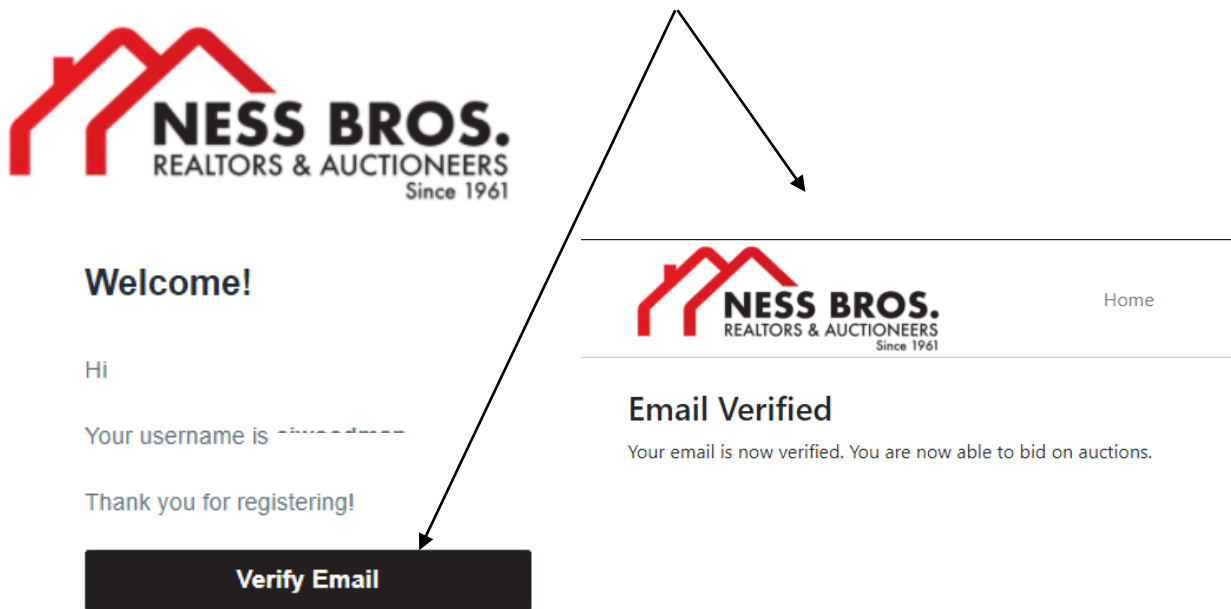 NESS BROS.
REALTORS & AUCTIONEERS
Since 1961
Welcome!
Hi
Your username is
Thank you for registering!
Verify Email
NESS BROS.
REALTORS & AUCTIONEERS
Since 1961
Home
Email Verified
Your email is now verified. You are now able to bid on auctions.